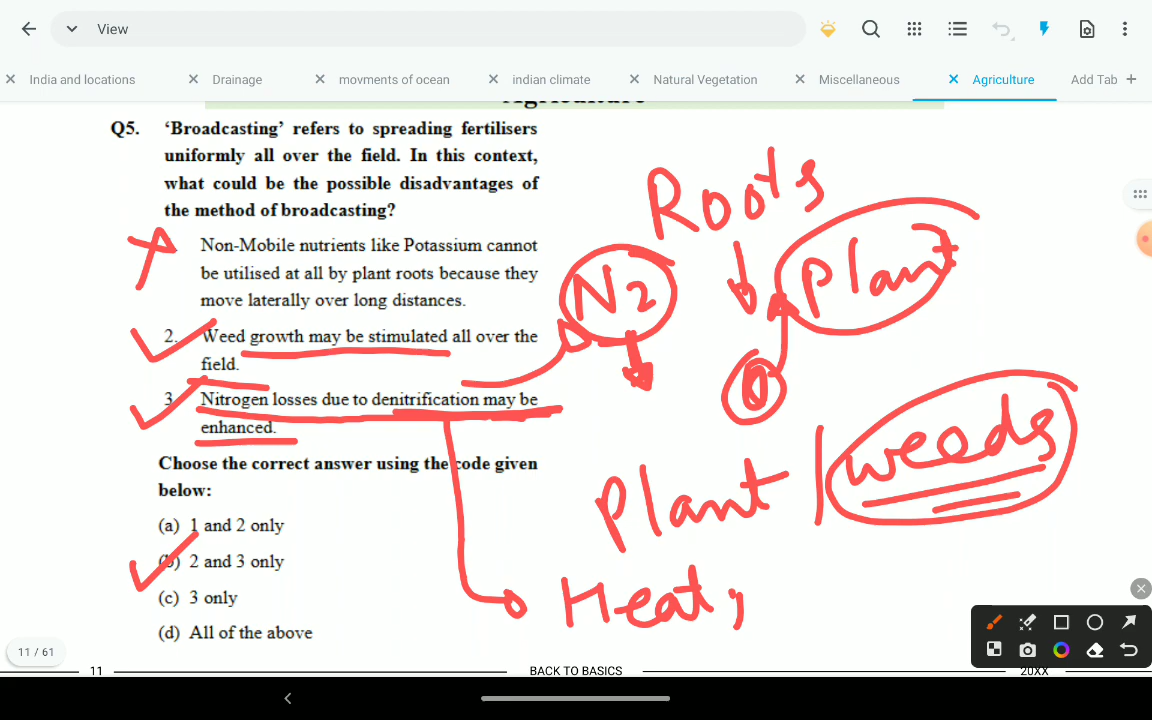 View
India and locations
Drainage
movments of ocean
indian climate
Natural Vegetation
Miscellaneous
Agriculture
Add Tab +
Agriculture
Q5. ‘Broadcasting’ refers to spreading fertilisers
uniformly all over the field. In this context,
what could be the possible disadvantages of
the method of broadcasting?
Non-Mobile nutrients like Potassium cannot
be utilised at all by plant roots because they
move laterally over long distances.
2. Weed growth may be stimulated all over the
field.
3. Nitrogen losses due to denitrification may be
enhanced.
Choose the correct answer using the code given
below:
(a) 1 and 2 only
(b) 2 and 3 only
(c) 3 only
(d) All of the above
Roots
N2
Plant
Plant
weeds
Heat;
11 / 61
11
BACK TO BASICS
20XX